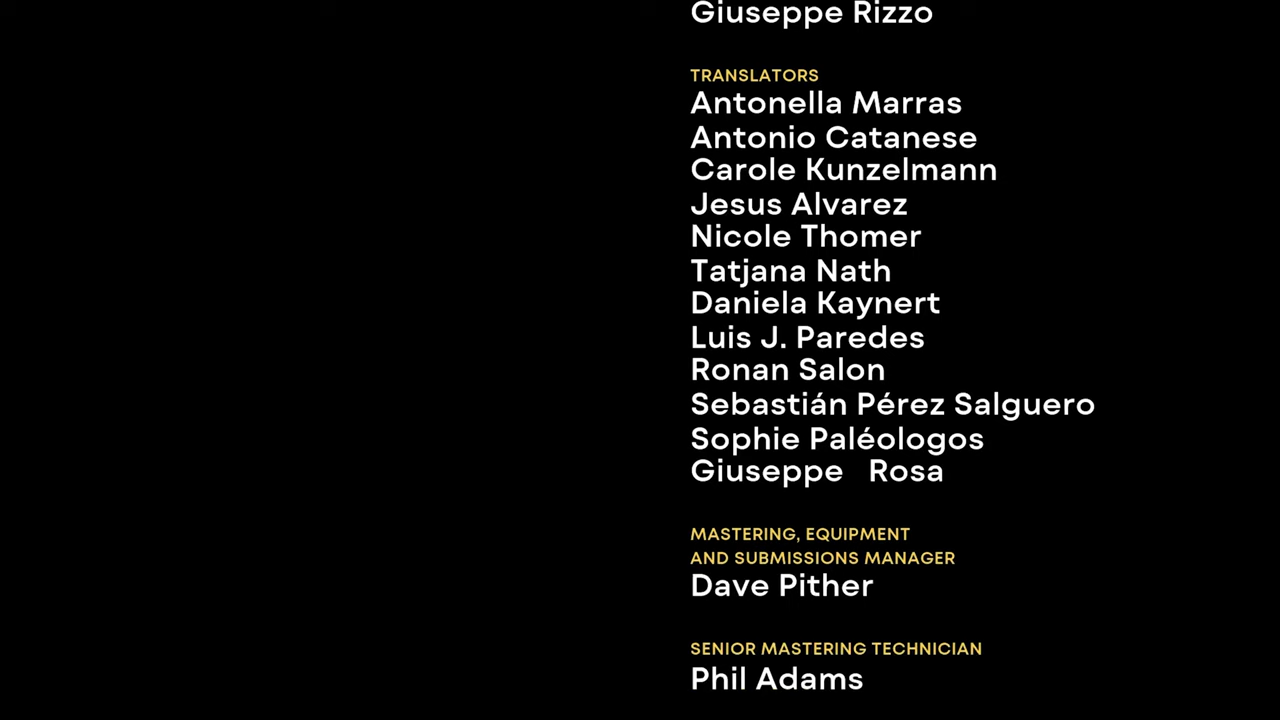 Giuseppe Rizzo
TRANSLATORS
Antonella Marras
Antonio Catanese
Carole Kunzelmann
Jesus Alvarez
Nicole Thomer
Tatjana Nath
Daniela Kaynert
Luis J. Paredes
Ronan Salon
Sebastián Pérez Salguero
Sophie Paléologos
Giuseppe Rosa
MASTERING, EQUIPMENT
AND SUBMISSIONS MANAGER
Dave Pither
SENIOR MASTERING TECHNICIAN
Phil Adams